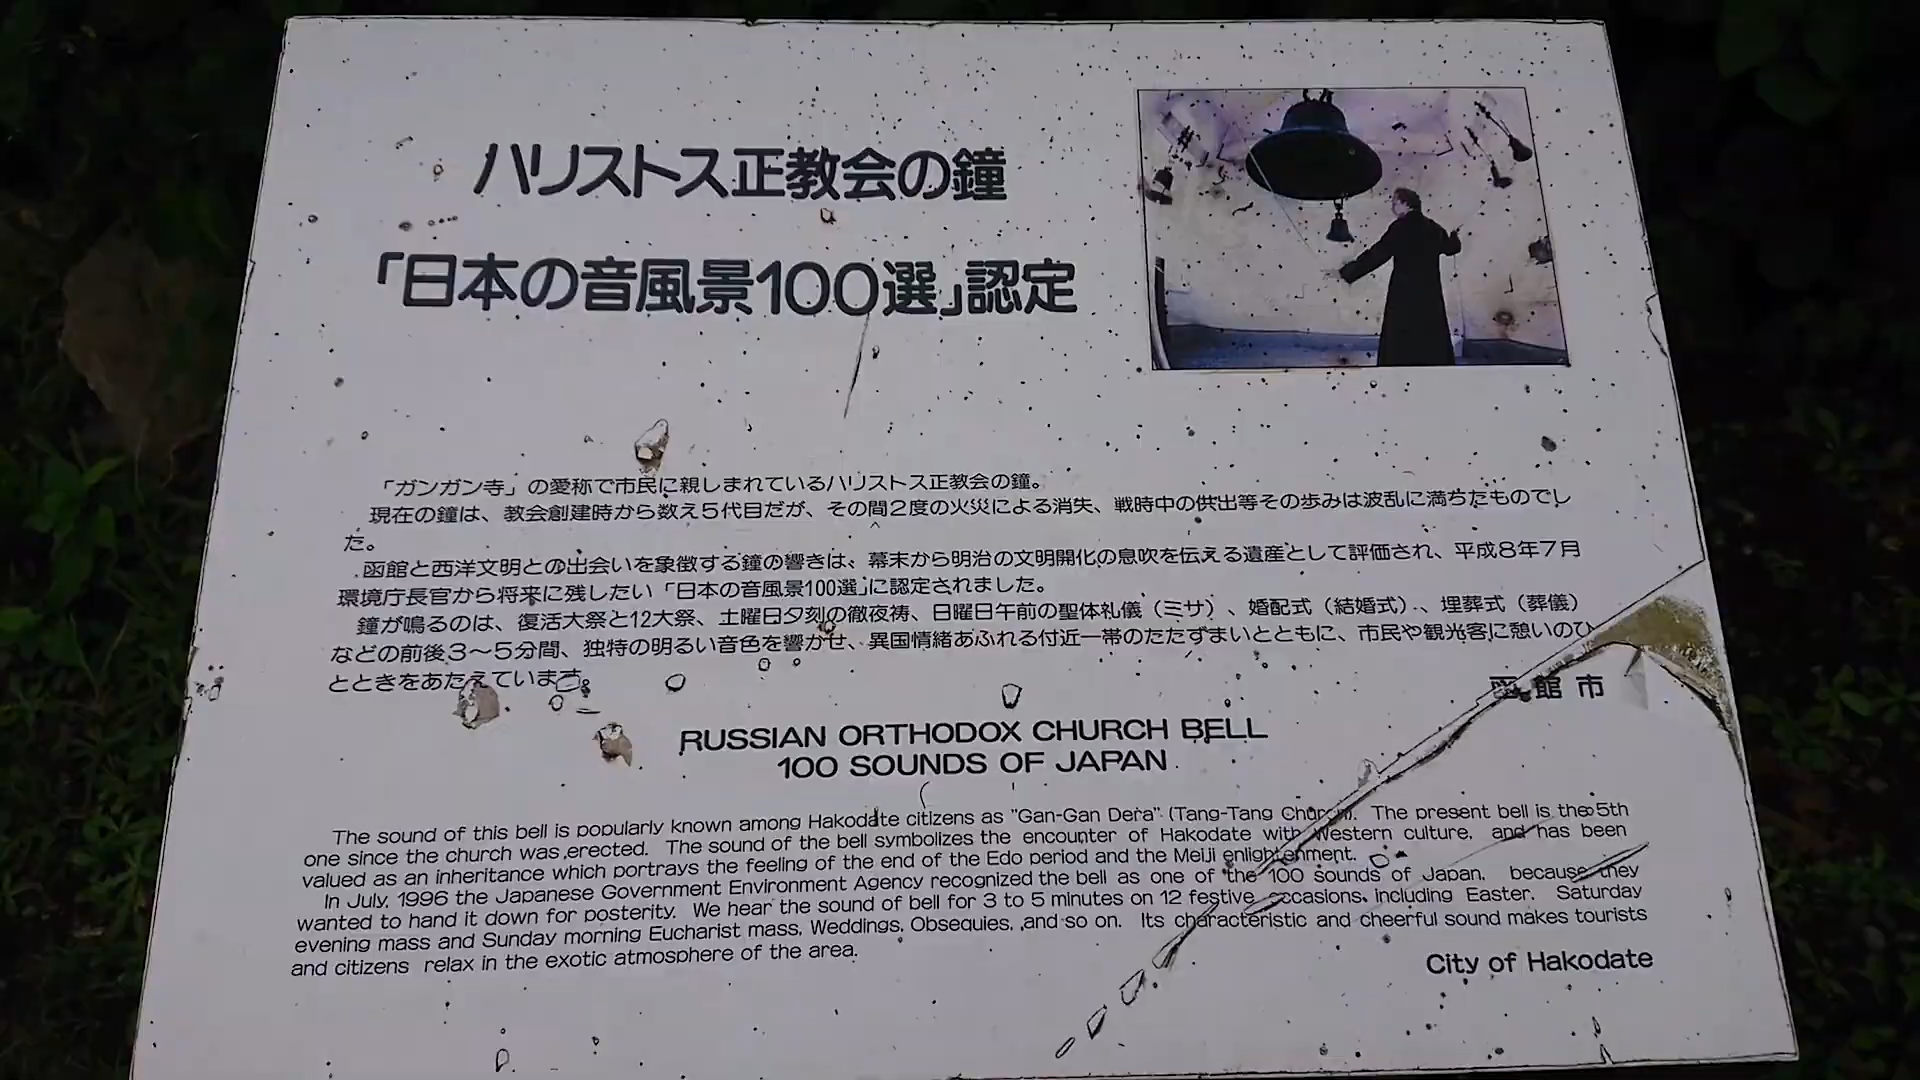 ハリストス正教会の鐘
「日本の音風景100選」認定
「ガンガン寺」の愛称で市民に親しまれているハリストス正教会の鐘。
現在の鐘は、教会創建時から数え5代目だが、その間2度の火災による消失、戦時中の供出等その歩みは波乱に満ちたものでし
た。
函館と西洋文明との出会いを象徴する鐘の響きは、幕末から明治の文明開化の息吹を伝える遺産として評価され、平成8年7月
環境庁長官から将来に残したい「日本の音風景100選」に認定されました。
鐘が鳴るのは、復活大祭と12大祭、土曜日夕刻の徹夜祷、日曜日午前の聖体礼儀（ミサ）、婚配式（結婚式）、埋葬式（葬儀）
などの前後3〜5分間、独特の明るい音色を響かせ、異国情緒あふれる付近一帯のたたずまいとともに、市民や観光客に憩いのひ
とときをあたえています。
函館市
RUSSIAN ORTHODOX CHURCH BELL
100 SOUNDS OF JAPAN
The sound of this bell is popularly known among Hakodate citizens as "Gan-Gan Dera" (Tang-Tang Church). The present bell is the 5th
one since the church was erected. The sound of the bell symbolizes the encounter of Hakodate with Western culture, and has been
valued as an inheritance which portrays the feeling of the end of the Edo period and the Meiji enlightenment.
In July, 1996 the Japanese Government Environment Agency recognized the bell as one of the 100 sounds of Japan, because they
wanted to hand it down for posterity. We hear the sound of bell for 3 to 5 minutes on 12 festive occasions, including Easter, Saturday
evening mass and Sunday morning Eucharist mass, Weddings, Obsequies, and so on. Its characteristic and cheerful sound makes tourists
and citizens relax in the exotic atmosphere of the area.
City of Hakodate